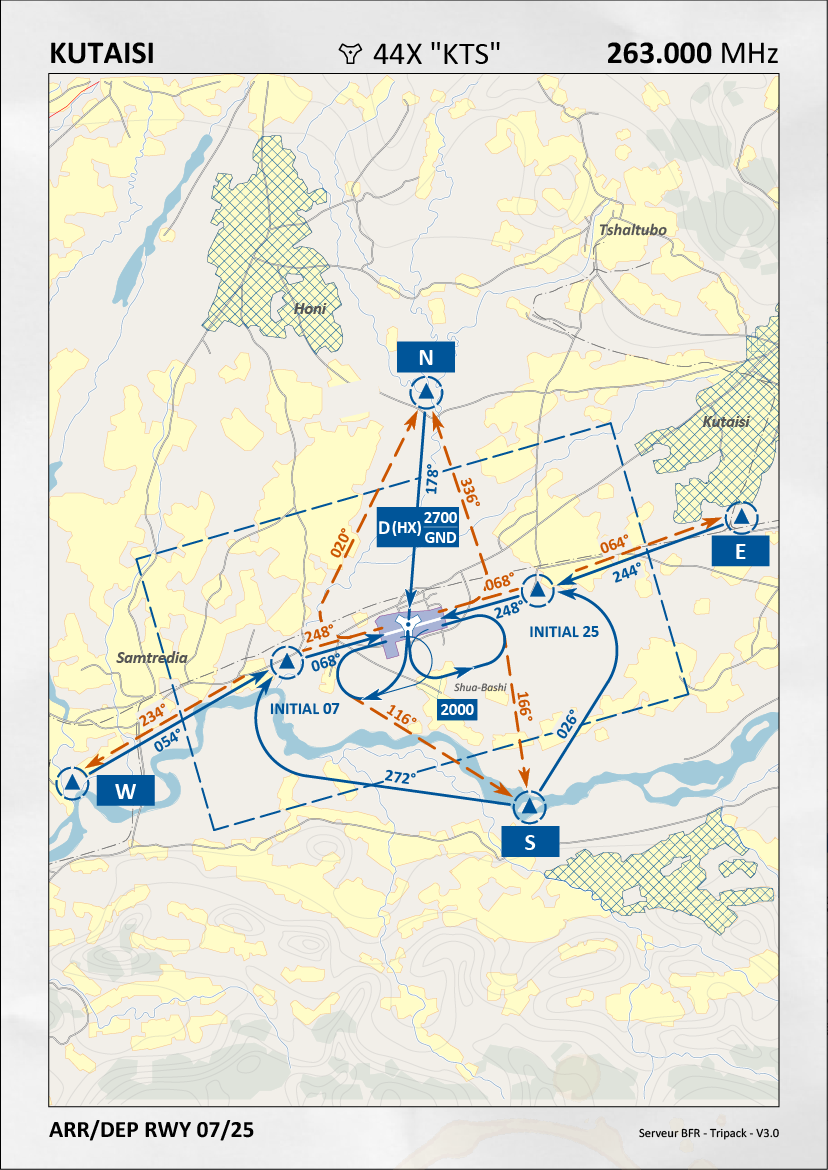 KUTAISI 44X "KTS" 263.000 MHz
Tshaltubo
Honi
N
Kutaisi
178°
336°
020°
D (HX) 2700
GND
E
064°
244°
068°
248°
248°
068°
INITIAL 25
Samtredia
Shua-Bashi
INITIAL 07
2000
116°
166°
026°
234°
054°
272°
W
S
ARR/DEP RWY 07/25
Serveur BFR - Tripack - V3.0